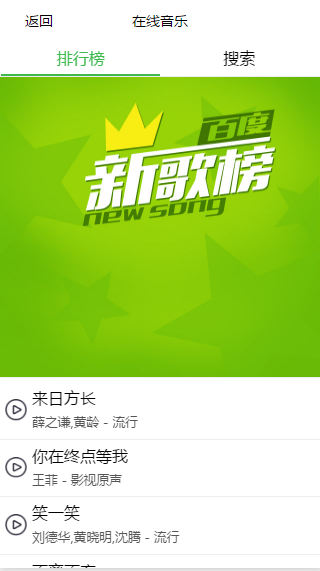 返回
在线音乐
排行榜
搜索
百度
新歌榜
new song
来日方长
薛之谦,黄龄 - 流行
你在终点等我
王菲 - 影视原声
笑一笑
刘德华,黄晓明,沈腾 - 流行